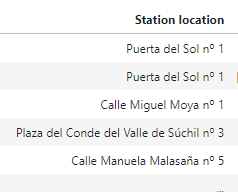 Station location
Puerta del Sol nº 1
Puerta del Sol nº 1
Calle Miguel Moya nº 1
Plaza del Conde del Valle de Súchil nº 3
Calle Manuela Malasaña nº 5
...